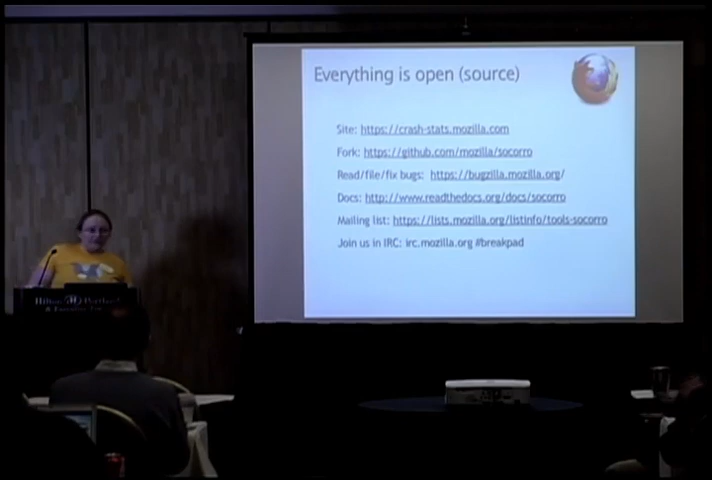 Everything is open (source)
Site: https://crash-stats.mozilla.com
Fork: https://github.com/mozilla/socorro
Read/file/fix bugs: https://bugzilla.mozilla.org/
Docs: http://www.readthedocs.org/docs/socorro
Mailing list: https://lists.mozilla.org/listinfo/tools-socorro
Join us in IRC: irc.mozilla.org #breakpad
Hilton
& Executive